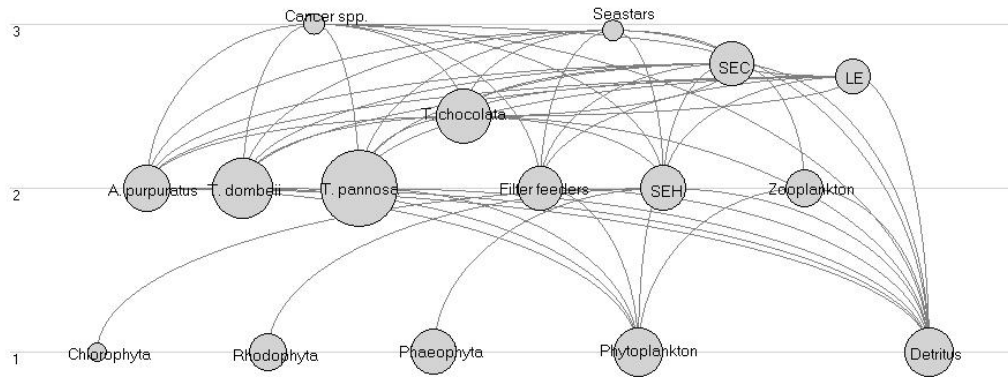 3
Cancer spp.
Seastars
SEC
LE
T. chocolata
2
A. purpuratus
T. dombeii
T. pannosa
Filter feeders
SEH
Zooplankton
1
Chlorophyta
Rhodophyta
Phaeophyta
Phytoplankton
Detritus